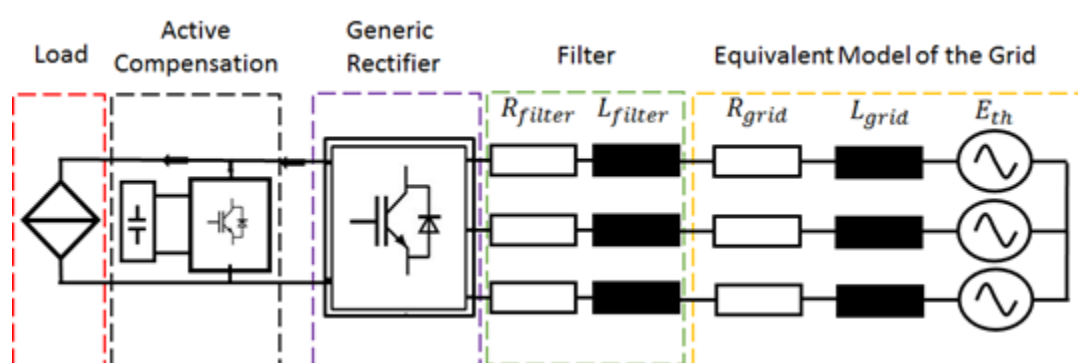 Load
Active
Compensation
Generic
Rectifier
Filter
Equivalent Model of the Grid
R_filter L_filter
R_grid L_grid E_th